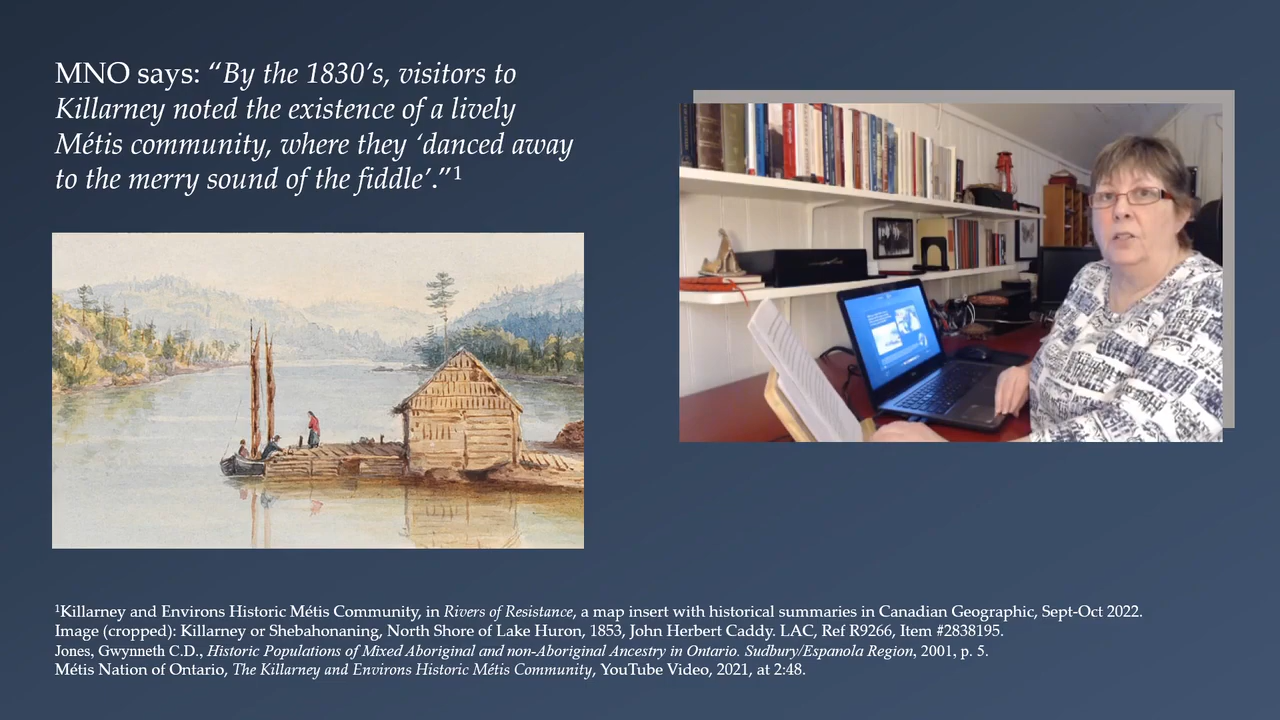 MNO says: “By the 1830’s, visitors to
Killarney noted the existence of a lively
Métis community, where they ‘danced away
to the merry sound of the fiddle’.”¹
¹Killarney and Environs Historic Métis Community, in Rivers of Resistance, a map insert with historical summaries in Canadian Geographic, Sept-Oct 2022.
Image (cropped): Killarney or Shebahonaning, North Shore of Lake Huron, 1853, John Herbert Caddy. LAC, Ref R9266, Item #2838195.
Jones, Gwynneth C.D., Historic Populations of Mixed Aboriginal and non-Aboriginal Ancestry in Ontario. Sudbury/Espanola Region, 2001, p. 5.
Métis Nation of Ontario, The Killarney and Environs Historic Métis Community, YouTube Video, 2021, at 2:48.